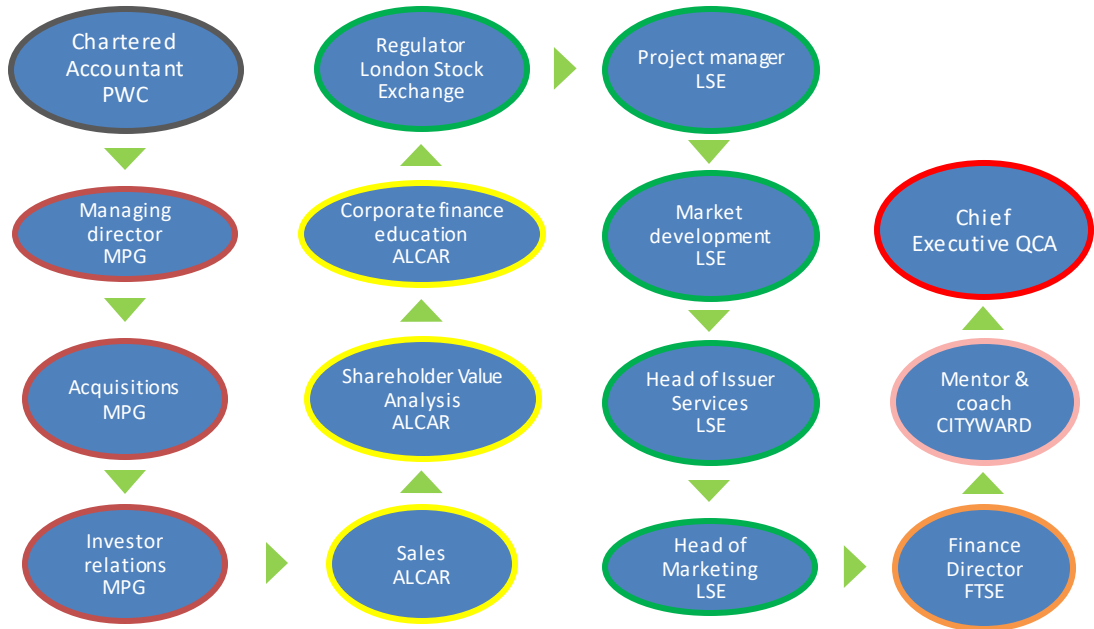 Chartered
Accountant
PWC
Managing
director
MPG
Acquisitions
MPG
Investor
relations
MPG
Sales
ALCAR
Shareholder Value
Analysis
ALCAR
Corporate finance
education
ALCAR
Regulator
London Stock
Exchange
Project manager
LSE
Market
development
LSE
Head of Issuer
Services
LSE
Head of
Marketing
LSE
Finance
Director
FTSE
Mentor &
coach
CITYWARD
Chief
Executive QCA